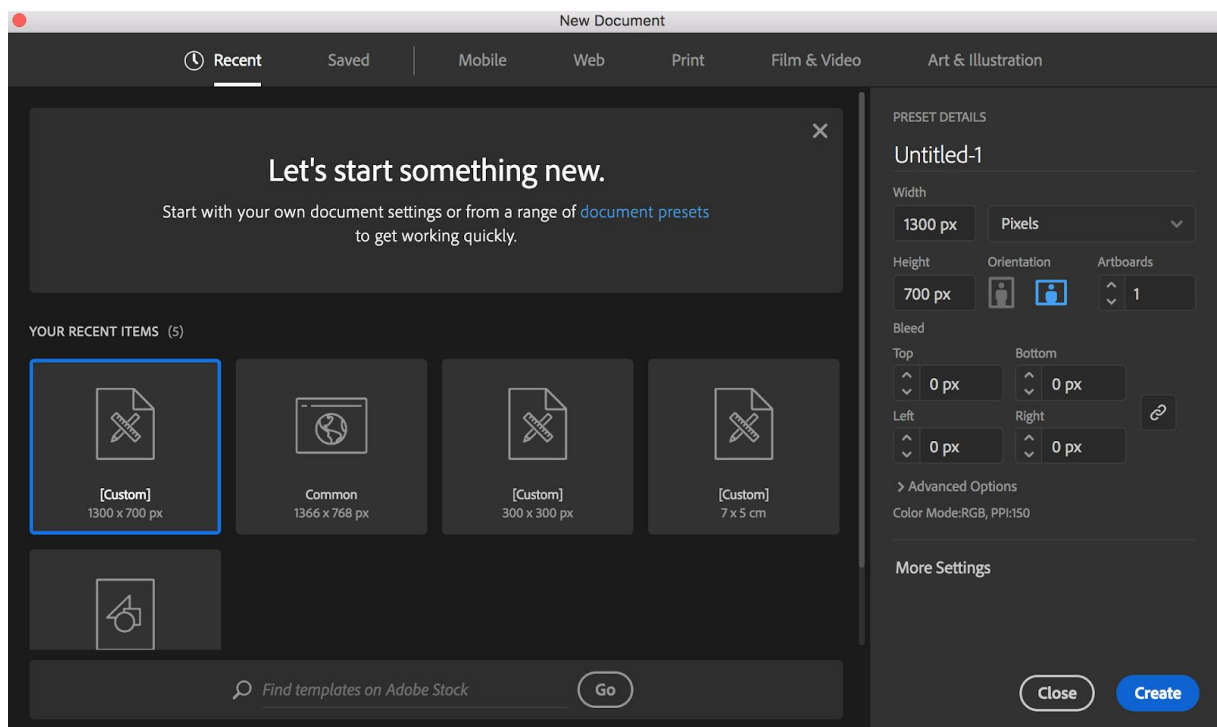 New Document
Recent
Saved
Mobile
Web
Print
Film & Video
Art & Illustration
Let's start something new.
Start with your own document settings or from a range of document presets
to get working quickly.
YOUR RECENT ITEMS (5)
[Custom]
1300 x 700 px
Common
1366 x 768 px
[Custom]
300 x 300 px
[Custom]
7 x 5 cm
Find templates on Adobe Stock
Go
PRESET DETAILS
Untitled-1
Width
1300 px
Pixels
Height
Orientation
Artboards
700 px
1
Bleed
Top
Bottom
0 px
0 px
Left
Right
0 px
0 px
> Advanced Options
Color Mode:RGB, PPI:150
More Settings
Close
Create